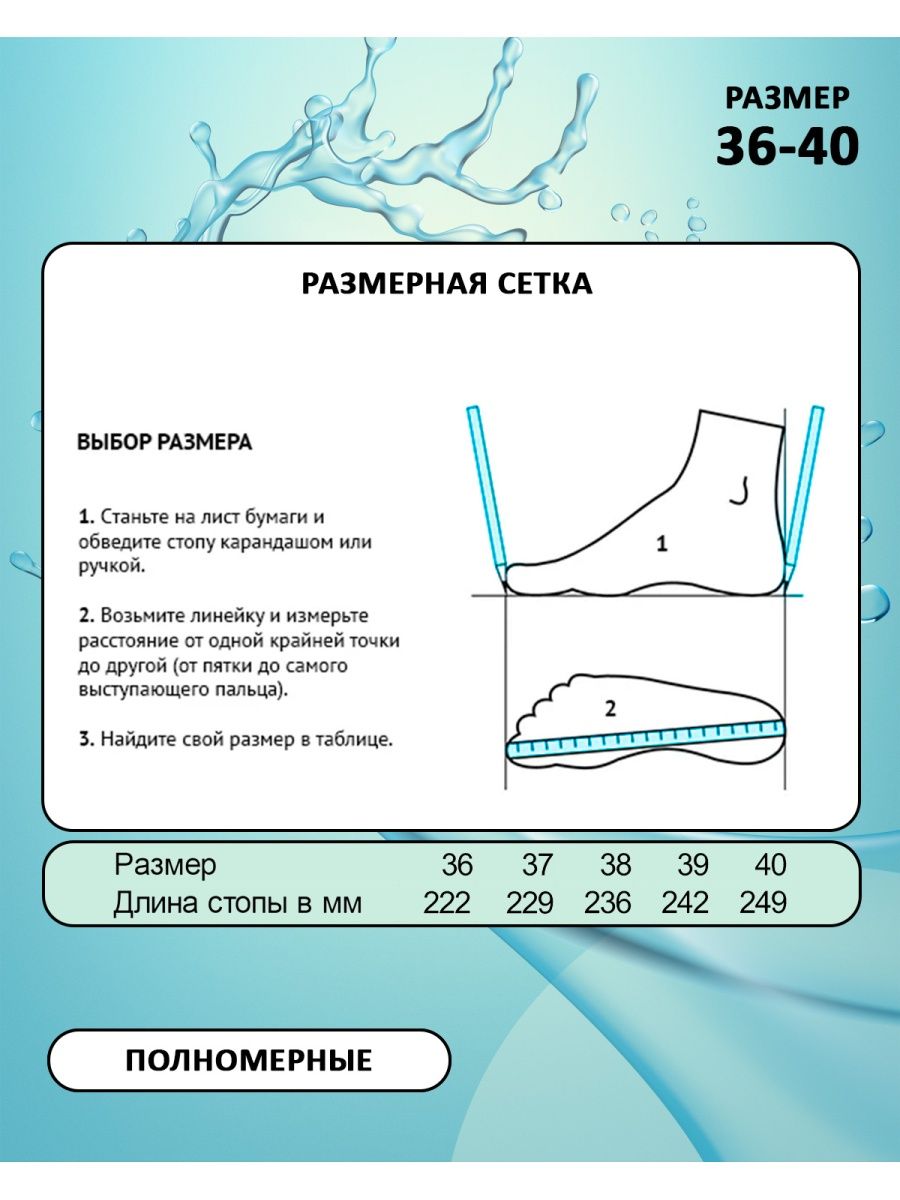 РАЗМЕР
36-40
РАЗМЕРНАЯ СЕТКА
ВЫБОР РАЗМЕРА
1. Станьте на лист бумаги и
обведите стопу карандашом или
ручкой.
2. Возьмите линейку и измерьте
расстояние от одной крайней точки
до другой (от пятки до самого
выступающего пальца).
3. Найдите свой размер в таблице.
1
2
Размер 36 37 38 39 40
Длина стопы в мм 222 229 236 242 249
ПОЛНОМЕРНЫЕ